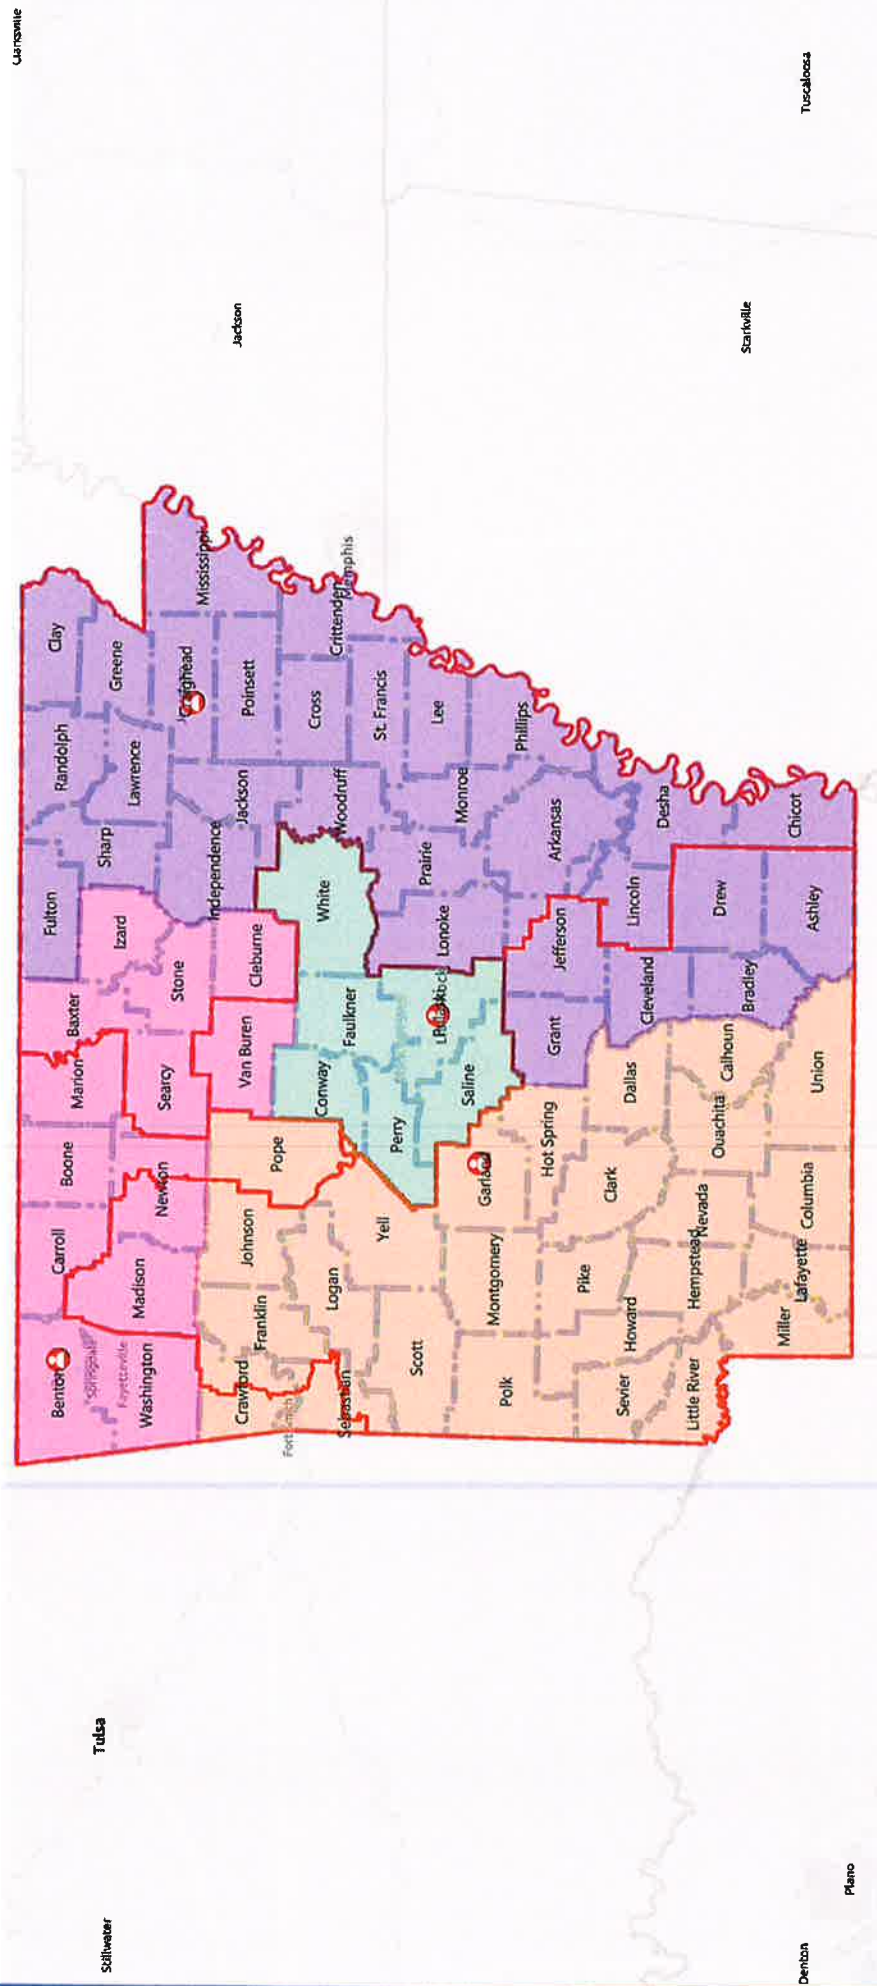 Clarksville
Tuscaloosa
Jackson
Starkville
Memphis
Tulsa
Stillwater
Plano
Denton
Benton
Springdale
Fayetteville
Washington
Carroll
Madison
Boone
Newton
Marion
Searcy
Baxter
Stone
Izard
Van Buren
Cleburne
Fulton
Sharp
Independence
Randolph
Lawrence
Jackson
Clay
Greene
Craighead
Poinsett
Mississippi
Cross
Crittenden
St. Francis
Woodruff
Lee
Monroe
Phillips
Prairie
Lonoke
Arkansas
Desha
Chicot
Lincoln
Jefferson
Grant
Cleveland
Drew
Ashley
Bradley
White
Faulkner
Conway
Perry
Pulaski
Saline
Pope
Johnson
Franklin
Crawford
Fort Smith
Sebastian
Logan
Yell
Scott
Garland
Montgomery
Polk
Hot Spring
Clark
Pike
Howard
Sevier
Little River
Hempstead
Nevada
Dallas
Ouachita
Calhoun
Union
Columbia
Lafayette
Miller